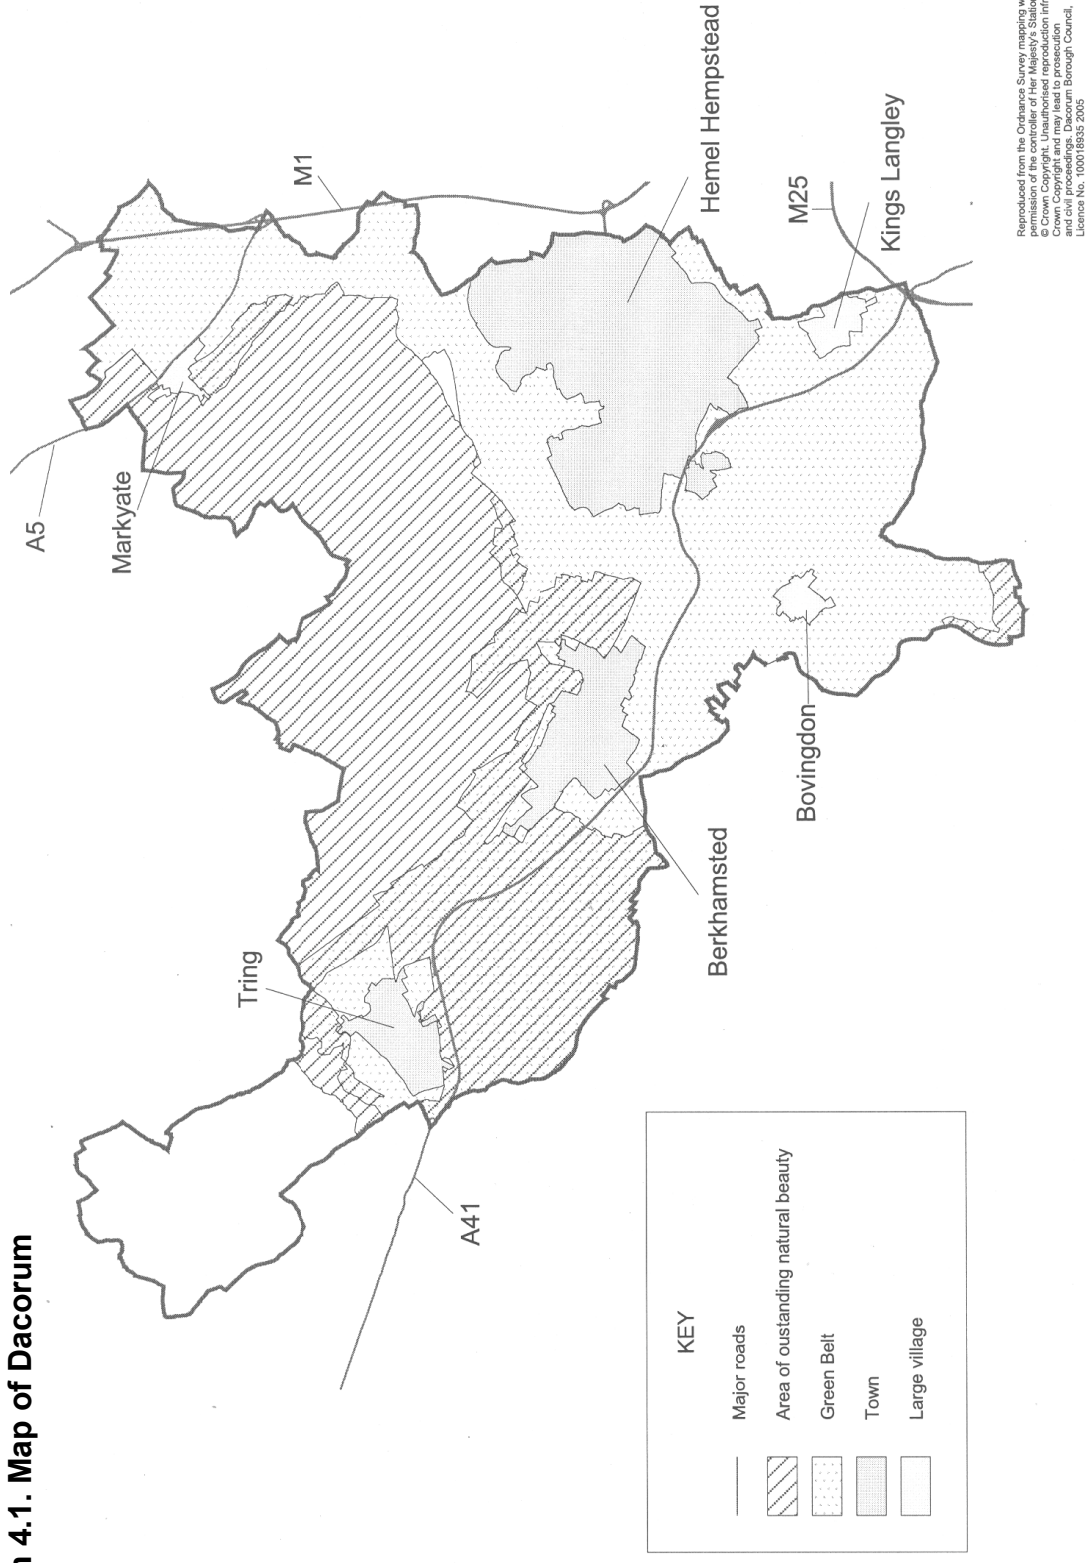 n 4.1. Map of Dacorum
A5
Markyate
M1
Hemel Hempstead
M25
Kings Langley
Tring
Berkhamsted
Bovingdon
A41
KEY
Major roads
Area of oustanding natural beauty
Green Belt
Town
Large village
Reproduced from the Ordnance Survey mapping w
permission of the controller of Her Majesty's Statio
© Crown Copyright. Unauthorised reproduction infr
Crown Copyright and may lead to prosecution
and civil proceedings. Dacorum Borough Council,
Licence No. 100018935 2005